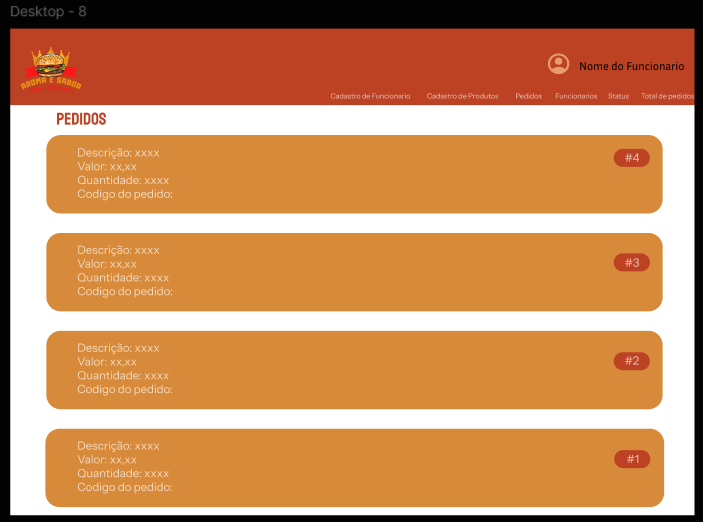 Desktop - 8
AROMA E SABOR
Nome do Funcionario
Cadastro de Funcionario Cadastro de Produtos Pedidos Funcionarios Status Total de pedidos
PEDIDOS
Descrição: xxxx
Valor: xx,xx
Quantidade: xxxx
Codigo do pedido:
#4
Descrição: xxxx
Valor: xx,xx
Quantidade: xxxx
Codigo do pedido:
#3
Descrição: xxxx
Valor: xx,xx
Quantidade: xxxx
Codigo do pedido:
#2
Descrição: xxxx
Valor: xx,xx
Quantidade: xxxx
Codigo do pedido:
#1